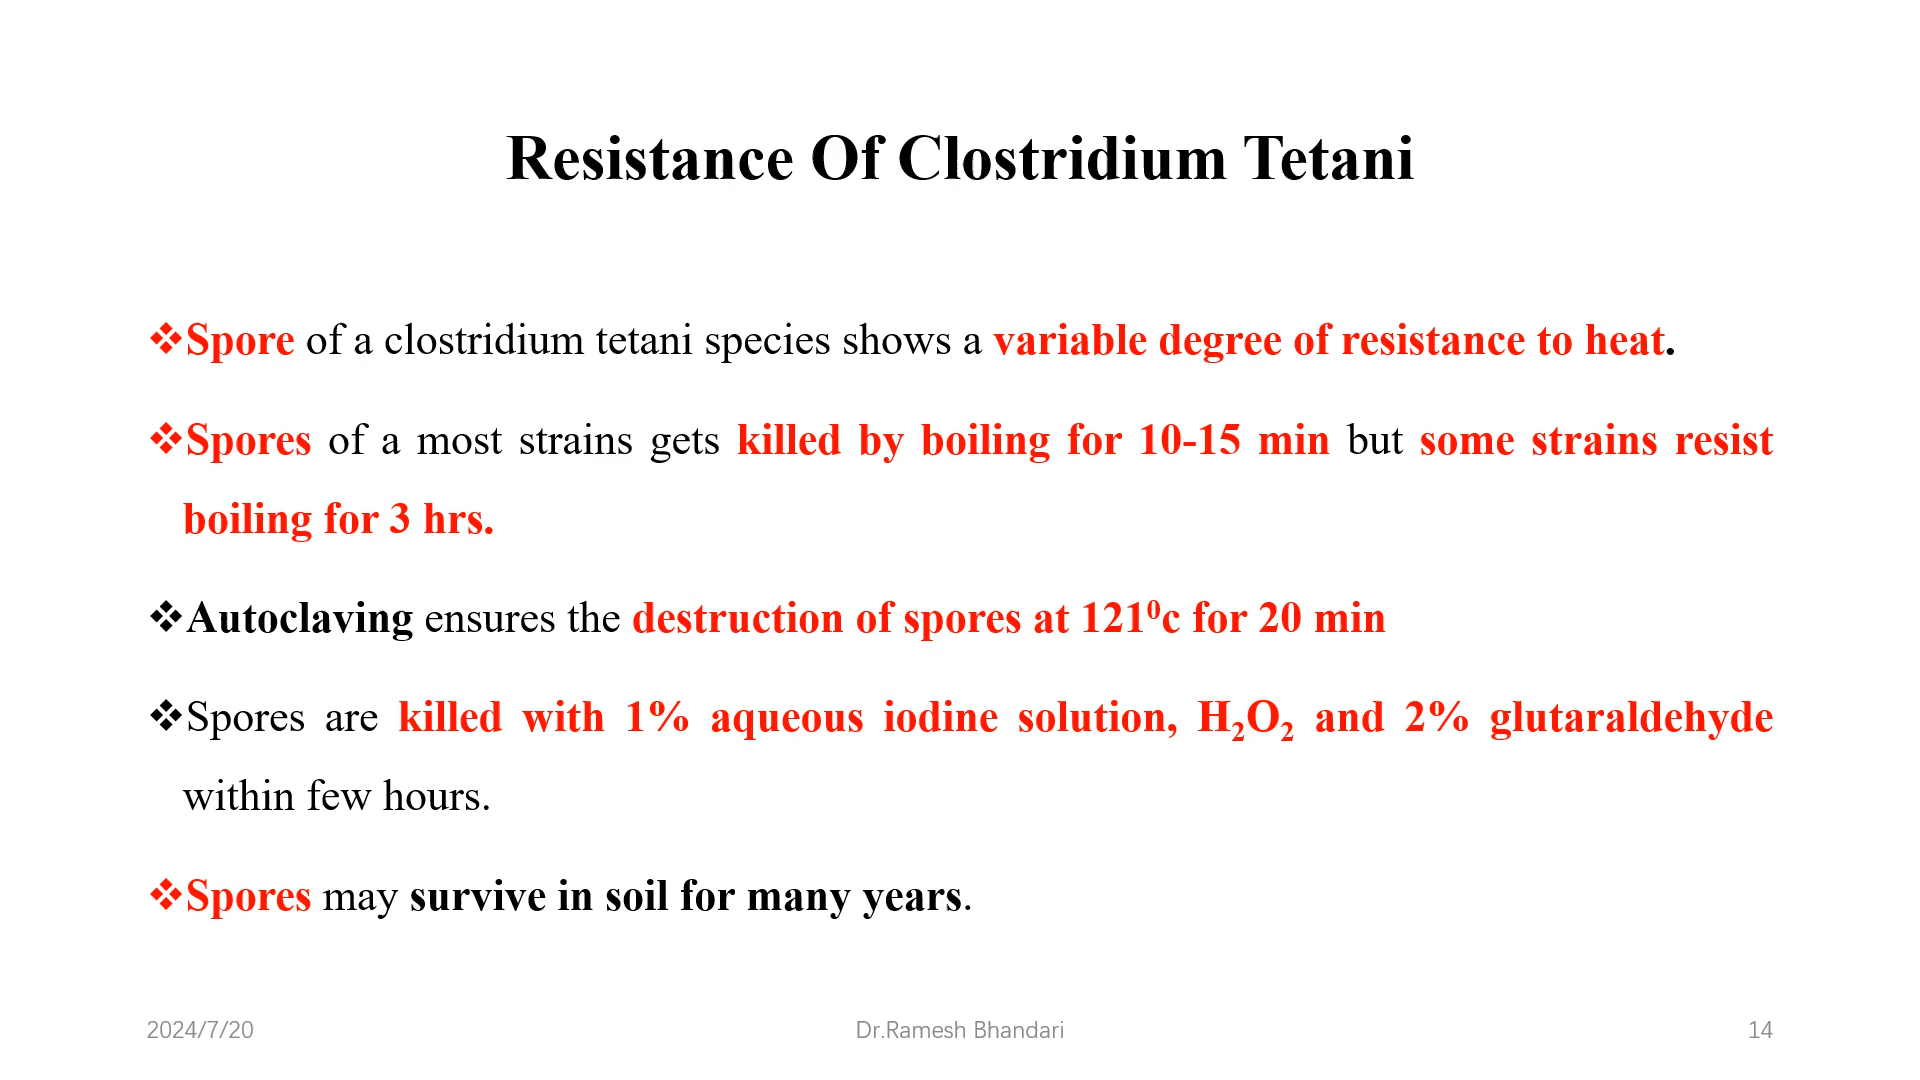 Resistance Of Clostridium Tetani
❖Spore of a clostridium tetani species shows a variable degree of resistance to heat.
❖Spores of a most strains gets killed by boiling for 10-15 min but some strains resist
boiling for 3 hrs.
❖Autoclaving ensures the destruction of spores at 121⁰c for 20 min
❖Spores are killed with 1% aqueous iodine solution, H₂O₂ and 2% glutaraldehyde
within few hours.
❖Spores may survive in soil for many years.
2024/7/20 Dr.Ramesh Bhandari 14